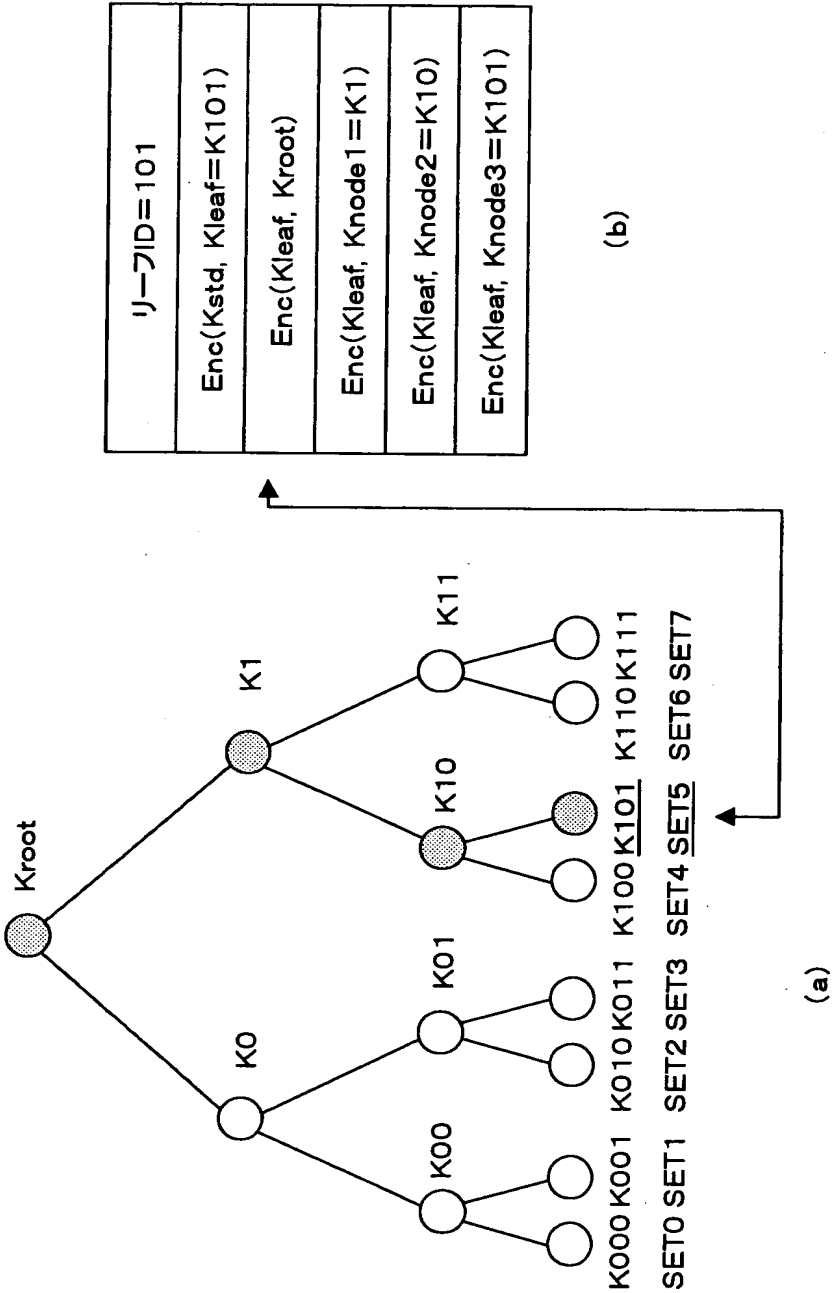 Kroot
K0
K1
K00
K01
K10
K11
K000 K001 K010 K011 K100 K101 K110 K111
SET0 SET1 SET2 SET3 SET4 SET5 SET6 SET7
(a)
リーフID=101
Enc(Kstd, Kleaf=K101)
Enc(Kleaf, Kroot)
Enc(Kleaf, Knode1=K1)
Enc(Kleaf, Knode2=K10)
Enc(Kleaf, Knode3=K101)
(b)